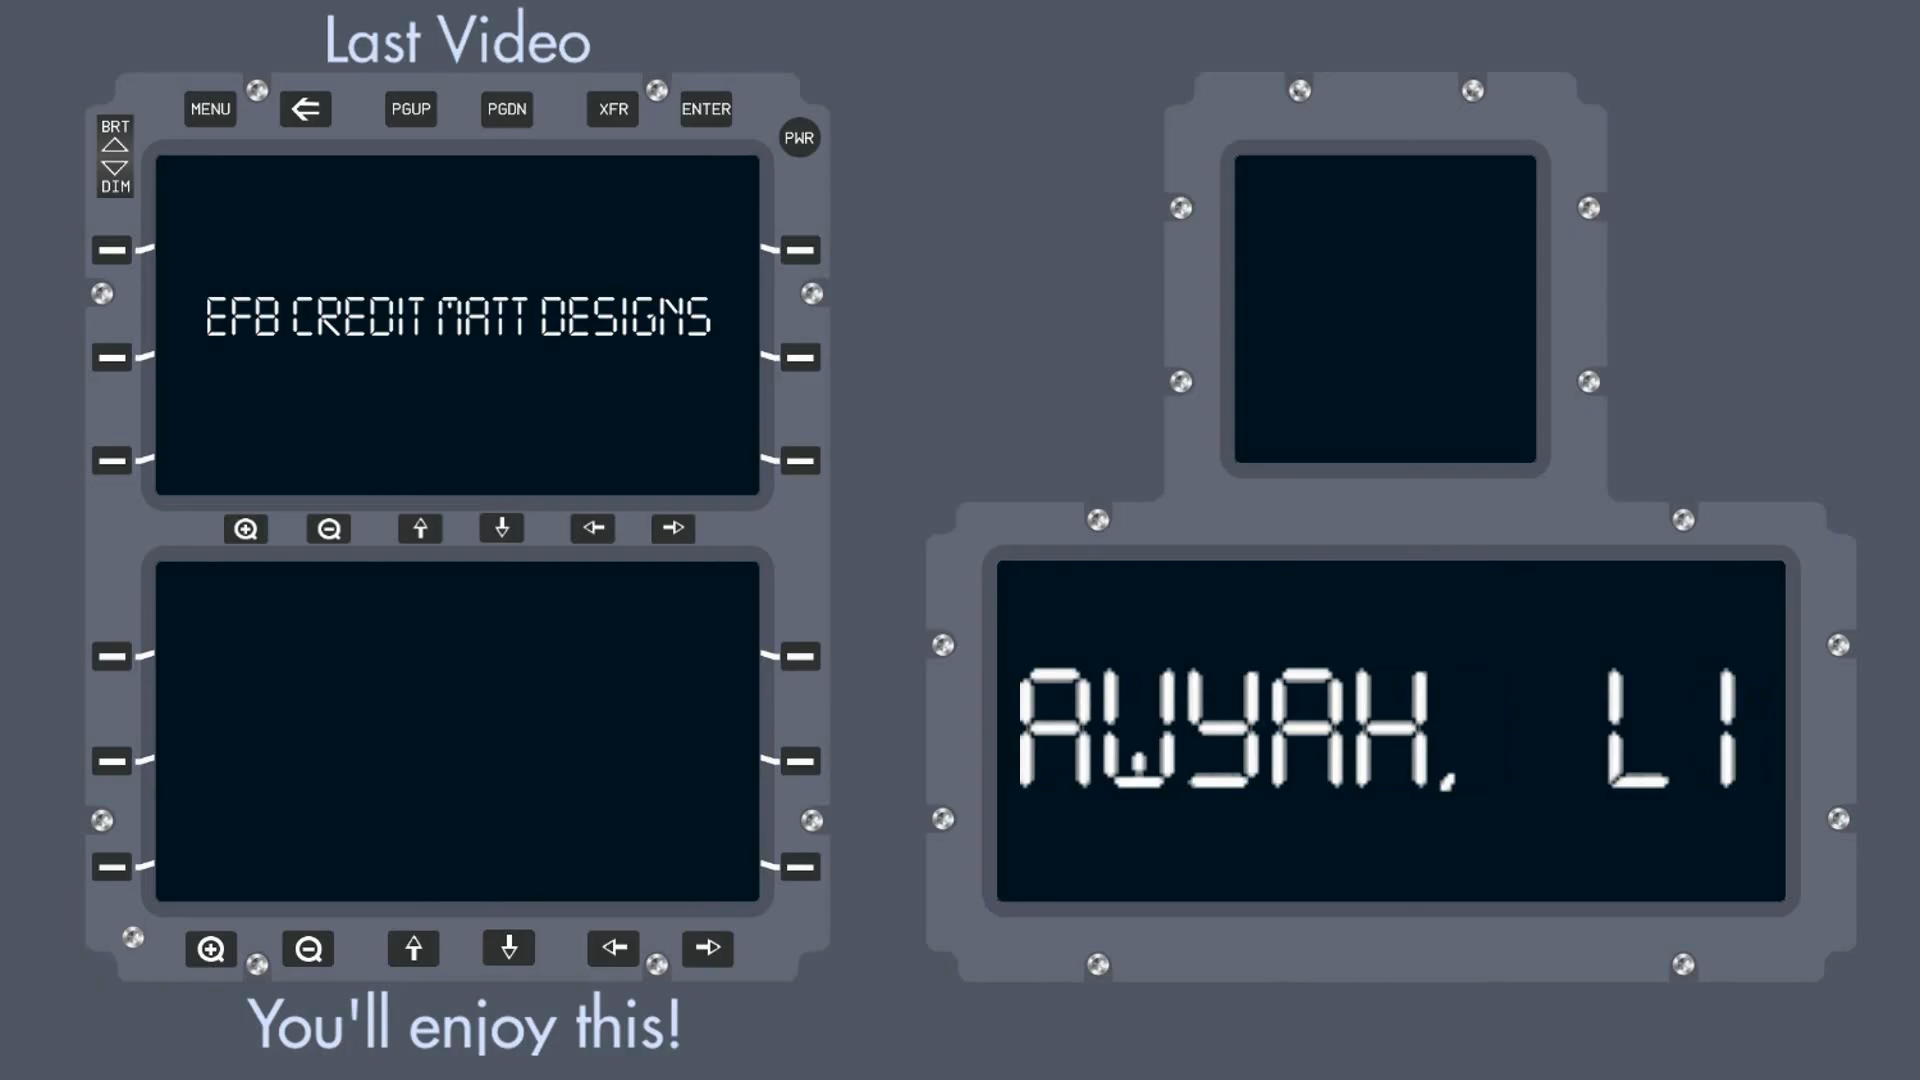 Last Video
MENU
PGUP
PGDN
XFR
ENTER
BRT
DIM
PWR
EFB CREDIT MATT DESIGNS
AWYAH, LI
You'll enjoy this!